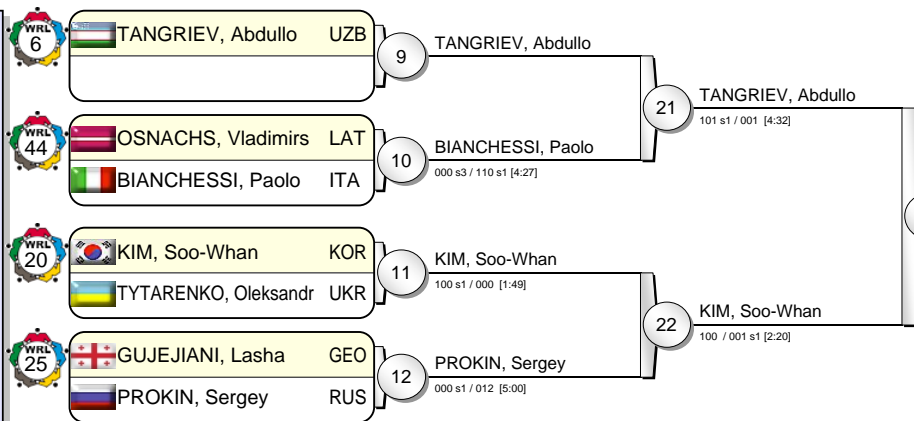 WRL
6
TANGRIEV, Abdullo UZB
9
TANGRIEV, Abdullo
WRL
44
OSNACHS, Vladimirs LAT
BIANCHESSI, Paolo ITA
10
BIANCHESSI, Paolo
000 s3 / 110 s1 [4:27]
21
TANGRIEV, Abdullo
101 s1 / 001 [4:32]
WRL
20
KIM, Soo-Whan KOR
TYTARENKO, Oleksandr UKR
11
KIM, Soo-Whan
100 s1 / 000 [1:49]
WRL
25
GUJEJIANI, Lasha GEO
PROKIN, Sergey RUS
12
PROKIN, Sergey
000 s1 / 012 [5:00]
22
KIM, Soo-Whan
100 / 001 s1 [2:20]